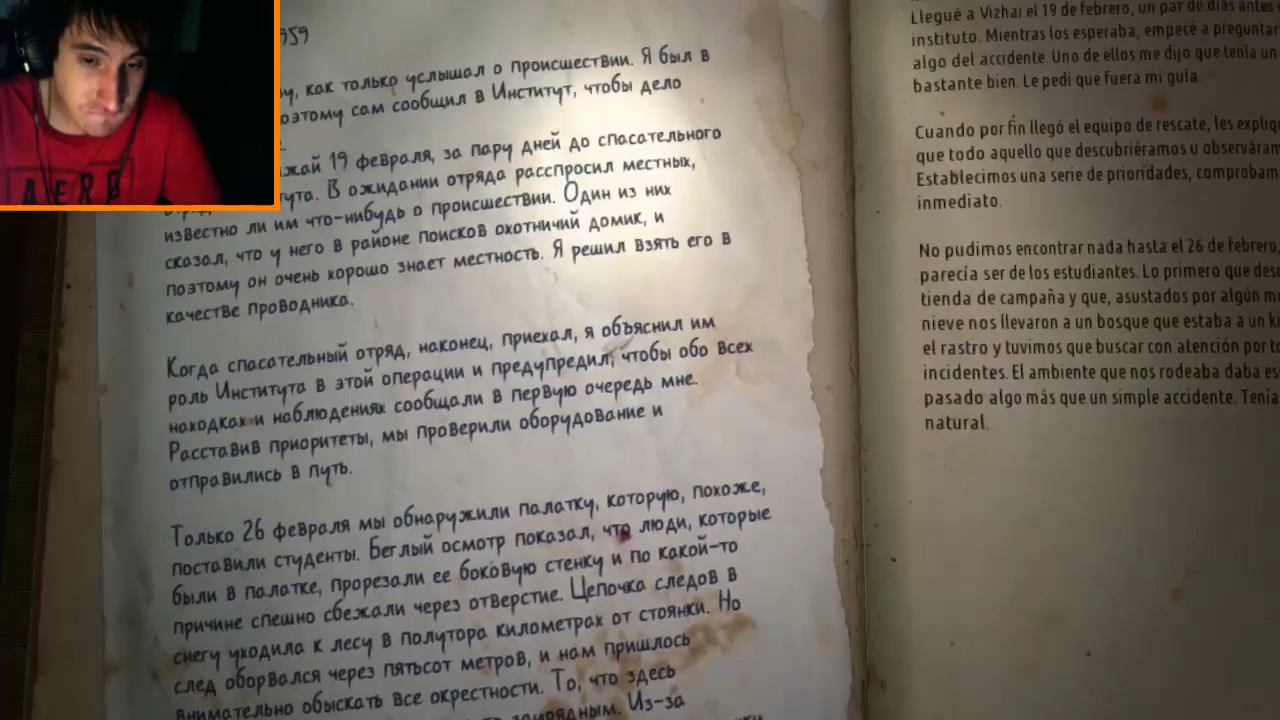 959
у, как только услышал о происшествии. Я был в
оэтому сам сообщил в Институт, чтобы дело
жай 19 февраля, за пару дней до спасательного
тута. В ожидании отряда расспросил местных,
известно ли им что-нибудь о происшествии. Один из них
сказал, что у него в районе поисков охотничий домик, и
поэтому он очень хорошо знает местность. Я решил взять его в
качестве проводника.
Когда спасательный отряд, наконец, приехал, я объяснил им
роль Института в этой операции и предупредил, чтобы обо всех
находках и наблюдениях сообщали в первую очередь мне.
Расставив приоритеты, мы проверили оборудование и
отправились в путь.
Только 26 февраля мы обнаружили палатку, которую, похоже,
поставили студенты. Беглый осмотр показал, что люди, которые
были в палатке, прорезали ее боковую стенку и по какой-то
причине спешно сбежали через отверстие. Цепочка следов в
снегу уходила к лесу в полутора километрах от стоянки. Но
след оборвался через пятьсот метров, и нам пришлось
внимательно обыскать все окрестности. То, что здесь
заурядным. Из-за
Llegué a Vizhai el 19 de febrero, un par de días antes
instituto. Mientras los esperaba, empecé a preguntar
algo del accidente. Uno de ellos me dijo que tenía un
bastante bien. Le pedí que fuera mi guía.
Cuando por fin llegó el equipo de rescate, les expliqu
que todo aquello que descubriéramos u observáram
Establecimos una serie de prioridades, comprobam
inmediato.
No pudimos encontrar nada hasta el 26 de febrero,
parecía ser de los estudiantes. Lo primero que desc
tienda de campaña y que, asustados por algún m
nieve nos llevaron a un bosque que estaba a un k
el rastro y tuvimos que buscar con atención por to
incidentes. El ambiente que nos rodeaba daba es
pasado algo más que un simple accidente. Tenía
natural.
AERO